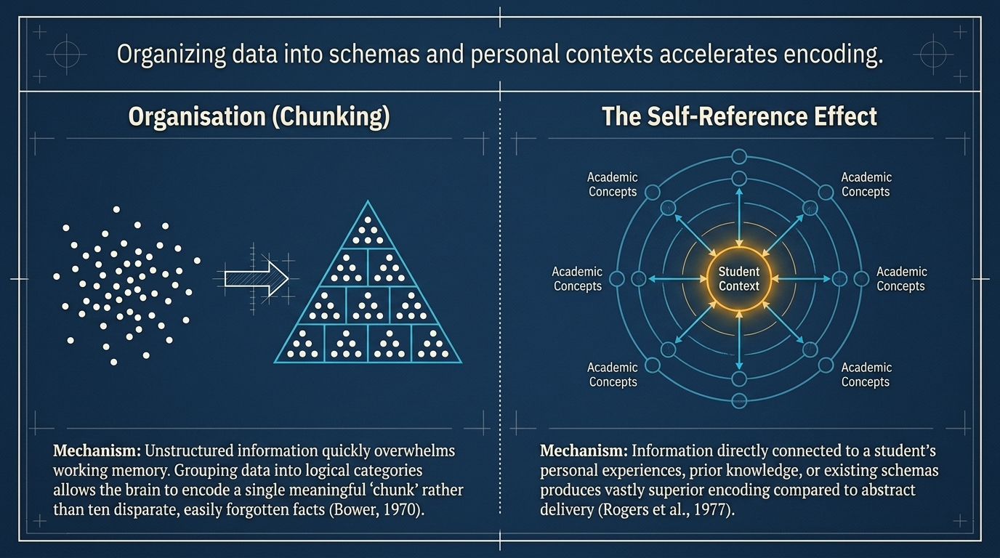 Organizing data into schemas and personal contexts accelerates encoding.
Organisation (Chunking)
Mechanism: Unstructured information quickly overwhelms
working memory. Grouping data into logical categories
allows the brain to encode a single meaningful ‘chunk’ rather
than ten disparate, easily forgotten facts (Bower, 1970).
The Self-Reference Effect
Academic
Concepts
Academic
Concepts
Academic
Concepts
Student
Context
Academic
Concepts
Academic
Concepts
Academic
Concepts
Mechanism: Information directly connected to a student’s
personal experiences, prior knowledge, or existing schemas
produces vastly superior encoding compared to abstract
delivery (Rogers et al., 1977).